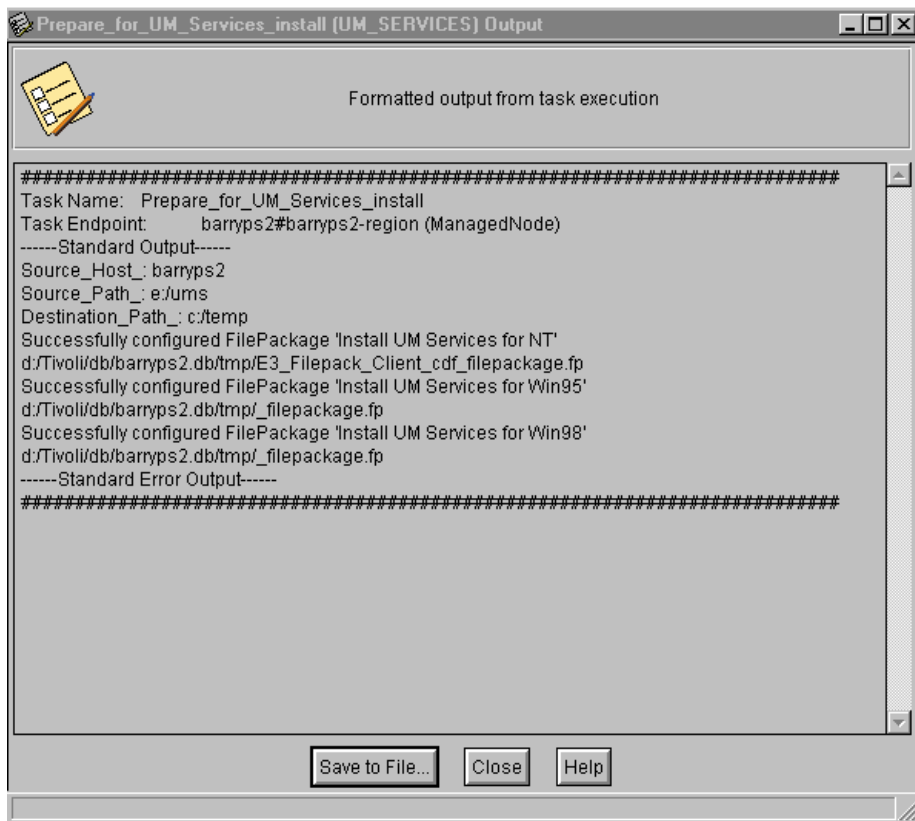 Prepare_for_UM_Services_install (UM_SERVICES) Output
Formatted output from task execution
############################################################################
Task Name: Prepare_for_UM_Services_install
Task Endpoint: barryps2#barryps2-region (ManagedNode)
------Standard Output------
Source_Host_: barryps2
Source_Path_: e:/ums
Destination_Path_: c:/temp
Successfully configured FilePackage 'Install UM Services for NT'
d:/Tivoli/db/barryps2.db/tmp/E3_Filepack_Client_cdf_filepackage.fp
Successfully configured FilePackage 'Install UM Services for Win95'
d:/Tivoli/db/barryps2.db/tmp/_filepackage.fp
Successfully configured FilePackage 'Install UM Services for Win98'
d:/Tivoli/db/barryps2.db/tmp/_filepackage.fp
------Standard Error Output------
############################################################################
Save to File... Close Help